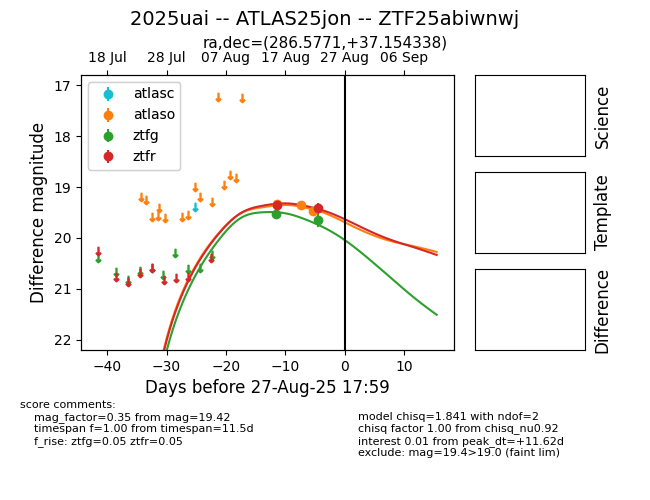 2025uai -- ATLAS25jon -- ZTF25abiwnwj
ra,dec=(286.5771,+37.154338)
18 Jul 28 Jul 07 Aug 17 Aug 27 Aug 06 Sep
17
18
19
20
21
22
Difference magnitude
atlasc
atlaso
ztfg
ztfr
−40 −30 −20 −10 0 10
Days before 27-Aug-25 17:59
Science
Template
Difference
score comments:
mag_factor=0.35 from mag=19.42
timespan f=1.00 from timespan=11.5d
f_rise: ztfg=0.05 ztfr=0.05
model chisq=1.841 with ndof=2
chisq factor 1.00 from chisq_nu0.92
interest 0.01 from peak_dt=+11.62d
exclude: mag=19.4>19.0 (faint lim)